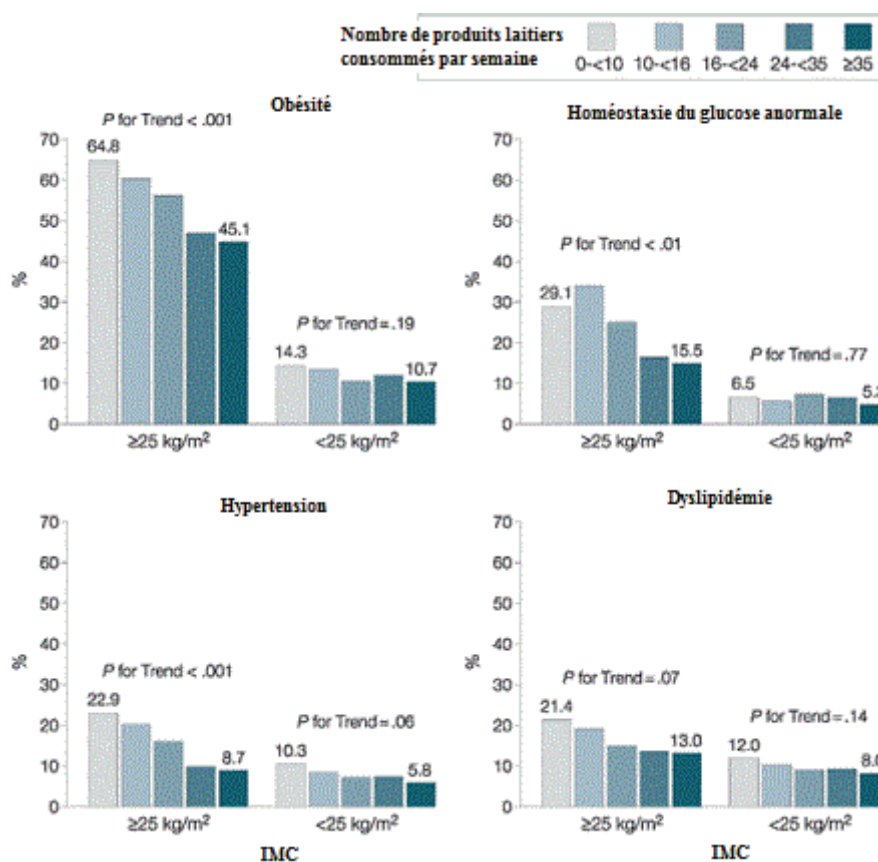 Nombre de produits laitiers
consommés par semaine
0-<10 10-<16 16-<24 24-<35 ≥35
Obésité
P for Trend < .001
70
60
50
40
30
20
10
0
%
64.8
45.1
P for Trend = .19
14.3
10.7
≥25 kg/m²
<25 kg/m²
Homéostasie du glucose anormale
70
60
50
40
30
20
10
0
%
P for Trend < .01
29.1
15.5
P for Trend = .77
6.5
≥25 kg/m²
<25 kg/m²
Hypertension
70
60
50
40
30
20
10
0
%
P for Trend < .001
22.9
8.7
P for Trend = .06
10.3
5.8
≥25 kg/m²
<25 kg/m²
IMC
Dyslipidémie
70
60
50
40
30
20
10
0
%
P for Trend = .07
21.4
13.0
P for Trend = .14
12.0
8.0
≥25 kg/m²
<25 kg/m²
IMC